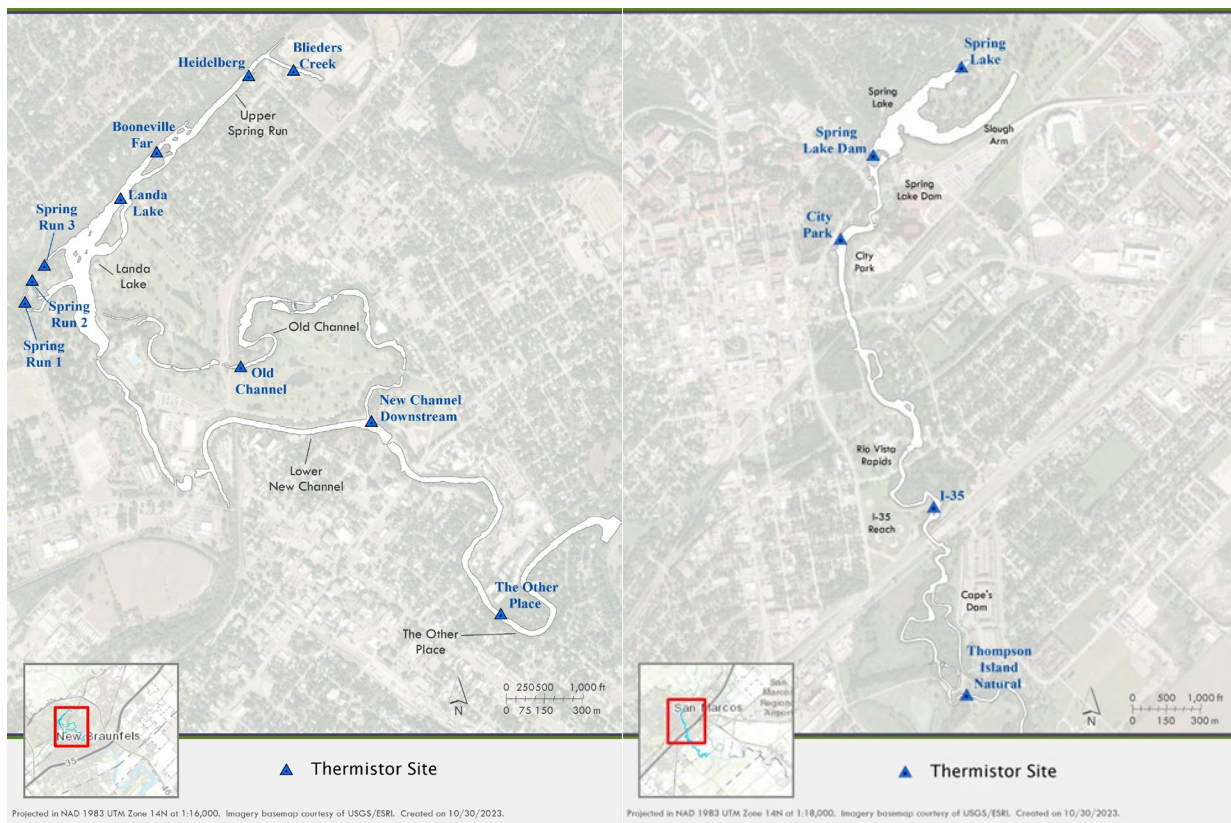 Blieders
Creek
Heidelberg
Upper
Spring Run
Booneville
Far
Landa
Lake
Spring
Run 3
Landa
Lake
Spring
Run 2
Spring
Run 1
Old Channel
Old
Channel
New Channel
Downstream
Lower
New Channel
The Other
Place
The Other
Place
New Braunfels
35
46
N
0 250 500 1,000 ft
0 75 150 300 m
Thermistor Site
Projected in NAD 1983 UTM Zone 14N at 1:16,000. Imagery basemap courtesy of USGS/ESRI. Created on 10/30/2023.
Spring
Lake
Spring
Lake
Slough
Arm
Spring
Lake Dam
Spring
Lake Dam
City
Park
City
Park
Rio Vista
Rapids
I-35
I-35
Reach
Cape's
Dam
Thompson
Island
Natural
San Marcos
San
Marcos
Regional
Airport
N
0 500 1,000 ft
0 150 300 m
Thermistor Site
Projected in NAD 1983 UTM Zone 14N at 1:18,000. Imagery basemap courtesy of USGS/ESRI. Created on 10/30/2023.